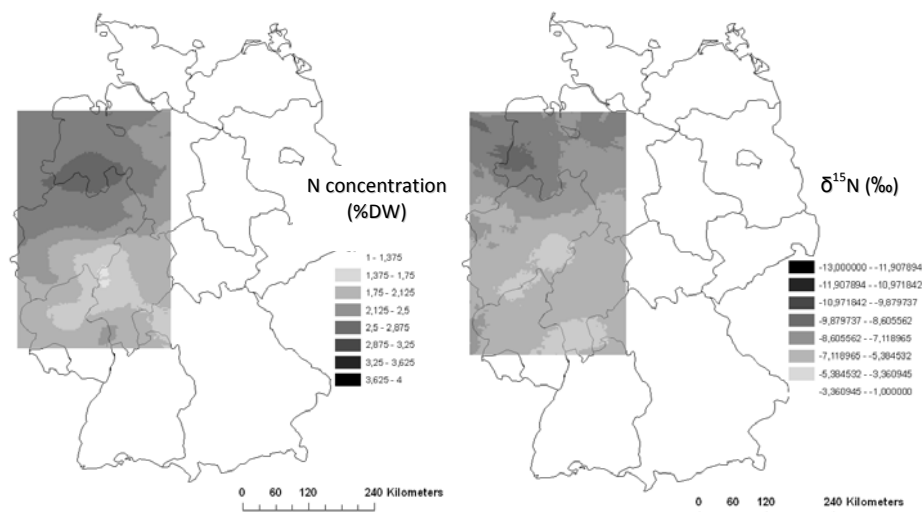 N concentration
(%DW)
1 - 1,375
1,375 - 1,75
1,75 - 2,125
2,125 - 2,5
2,5 - 2,875
2,875 - 3,25
3,25 - 3,625
3,625 - 4
0 60 120 240 Kilometers
δ¹⁵N (‰)
-13,000000 - -11,907894
-11,907894 - -10,971842
-10,971842 - -9,879737
-9,879737 - -8,605562
-8,605562 - -7,118965
-7,118965 - -5,384532
-5,384532 - -3,360945
-3,360945 - -1,000000
0 60 120 240 Kilometers